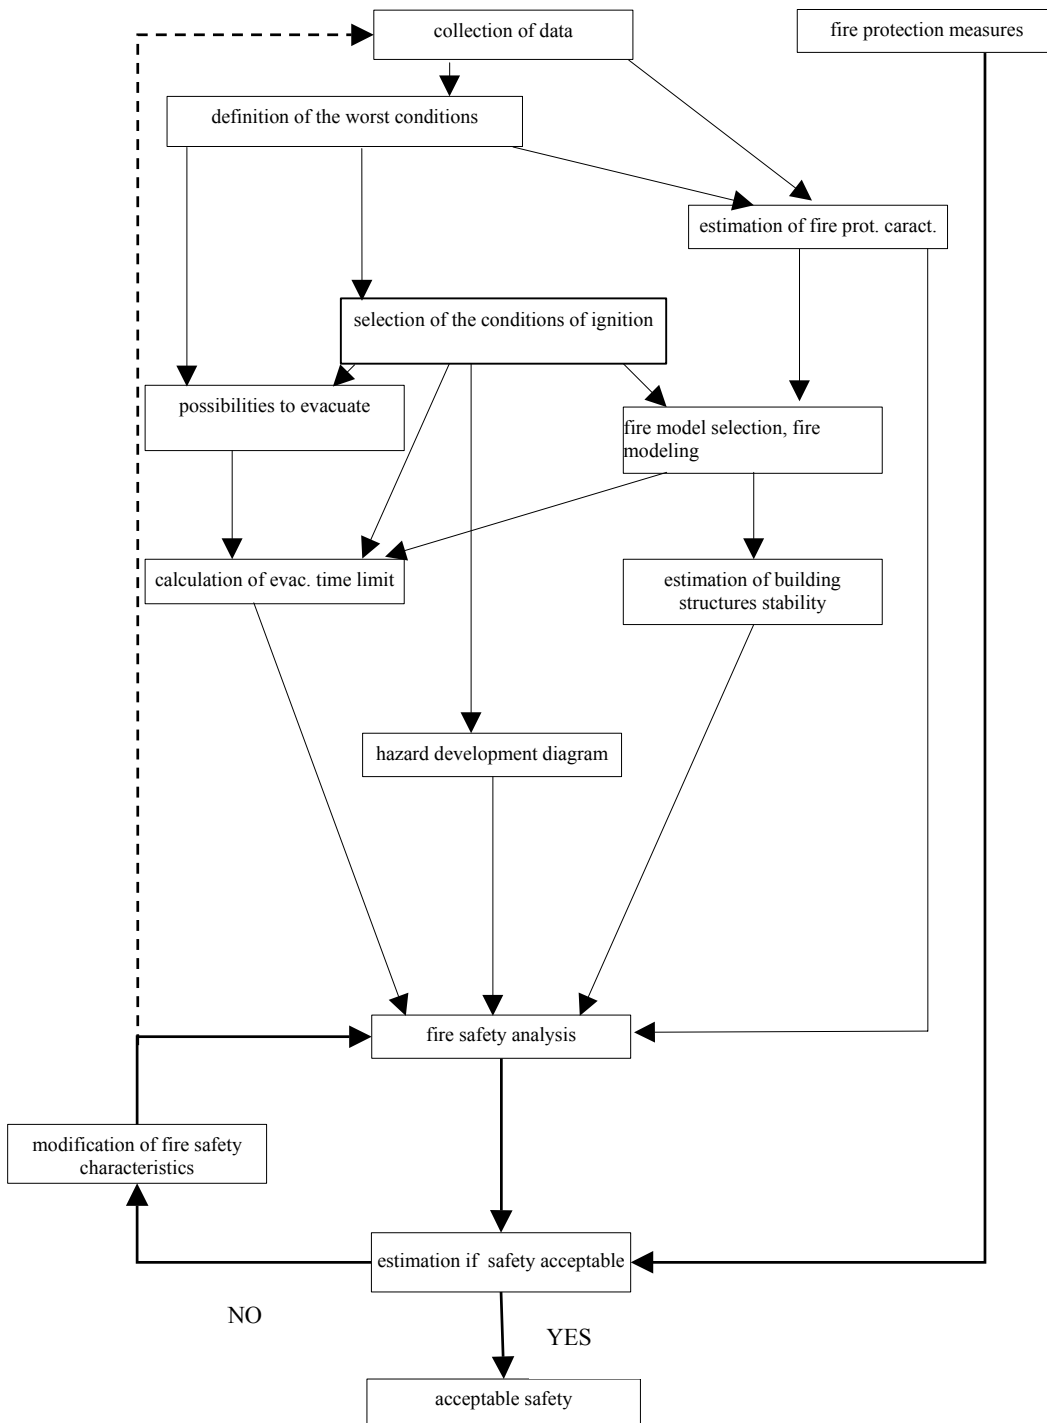 collection of data
fire protection measures
definition of the worst conditions
estimation of fire prot. caract.
selection of the conditions of ignition
possibilities to evacuate
fire model selection, fire
modeling
calculation of evac. time limit
estimation of building
structures stability
hazard development diagram
fire safety analysis
modification of fire safety
characteristics
estimation if  safety acceptable
NO
YES
acceptable safety